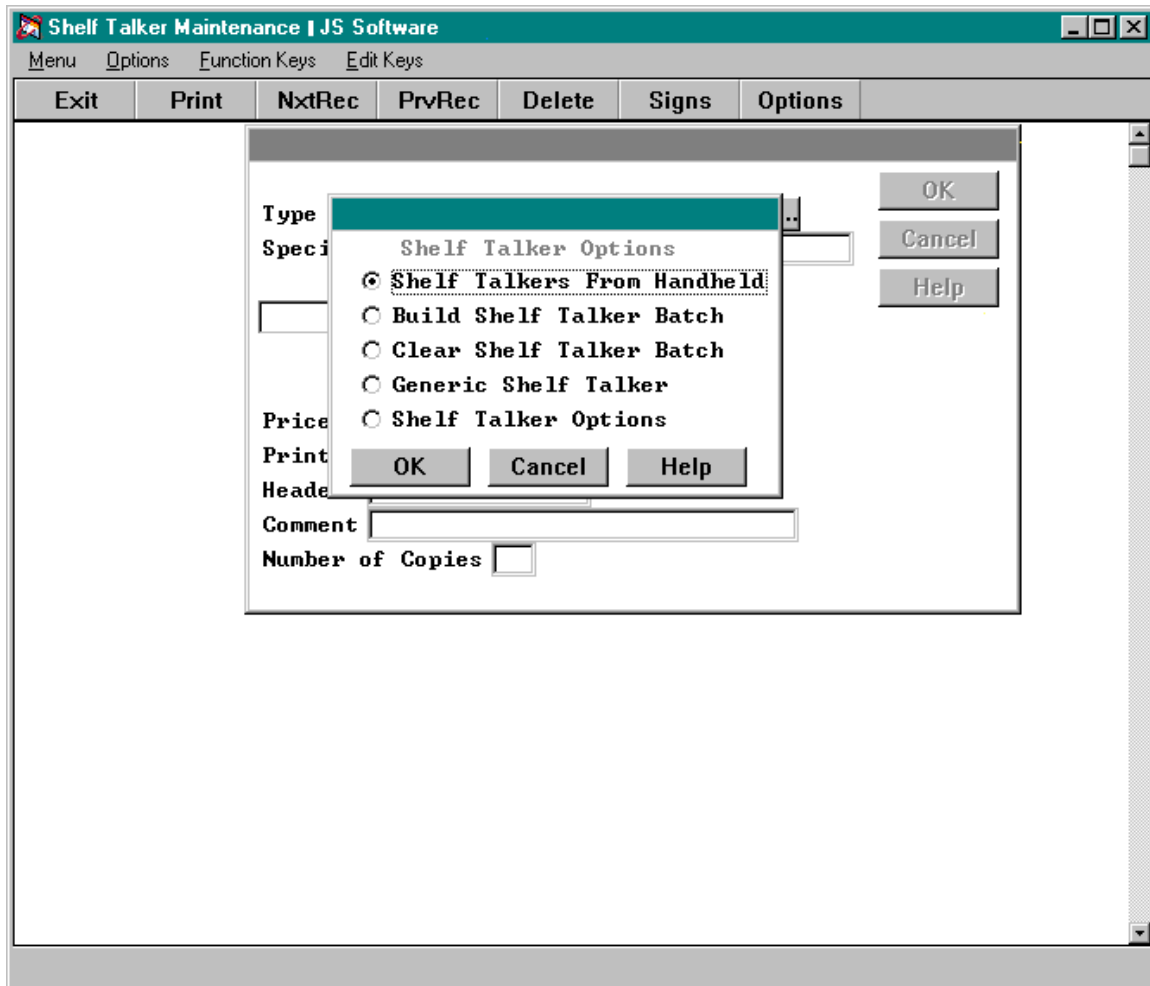 Shelf Talker Maintenance | JS Software
Menu Options Function Keys Edit Keys
Exit Print NxtRec PrvRec Delete Signs Options
OK
Type ..
Cancel
Speci
Help
Shelf Talker Options
Shelf Talkers From Handheld
Build Shelf Talker Batch
Clear Shelf Talker Batch
Generic Shelf Talker
Shelf Talker Options
OK Cancel Help
Price
Print
Heade
Comment
Number of Copies